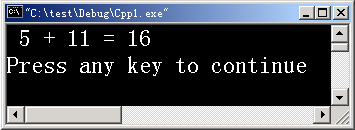 "C:\test\Debug\Cpp1.exe"
5 + 11 = 16
Press any key to continue